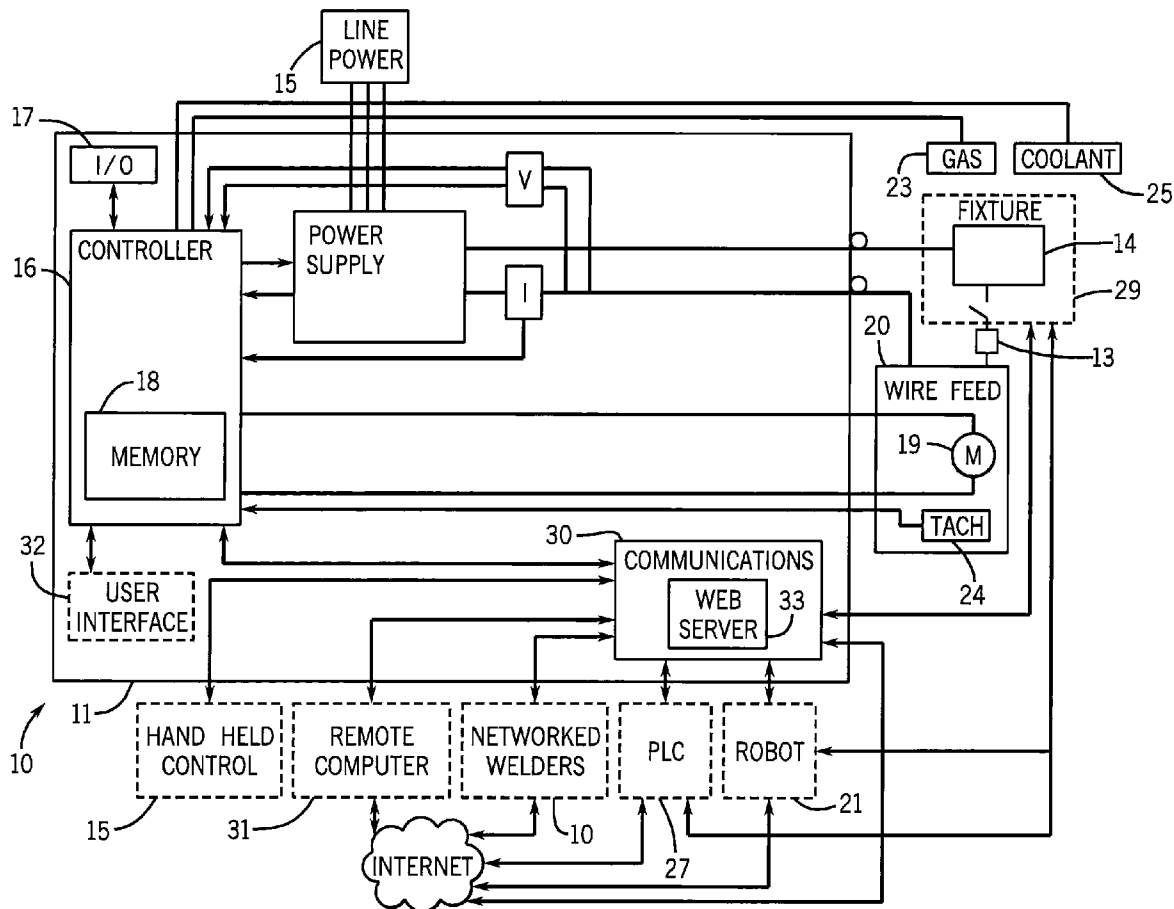 LINE
POWER
15
17
I/O
V
GAS
23
COOLANT
25
FIXTURE
CONTROLLER
POWER
SUPPLY
14
16
I
29
20
13
18
WIRE FEED
MEMORY
19
M
TACH
30
32
COMMUNICATIONS
24
USER
INTERFACE
WEB
SERVER
33
11
10
HAND HELD
CONTROL
REMOTE
COMPUTER
NETWORKED
WELDERS
PLC
ROBOT
15
31
10
27
21
INTERNET